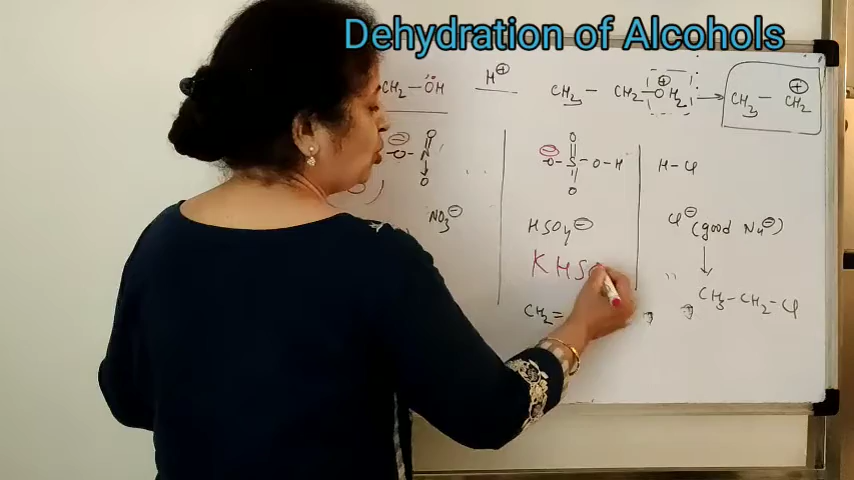 Dehydration of Alcohols
CH₂ — ÖH H⊕ CH₃ — CH₂ — O⊕H₂ → CH₃ — CH₂⊕
⊖O — N = O → O
⊖O — S — O — H
O
O
H — Cl
NO₃⊖
HSO₄⊖
Cl⊖ (good Nu⊖)
KHS
↓
CH₃ — CH₂ — Cl
CH₂ =